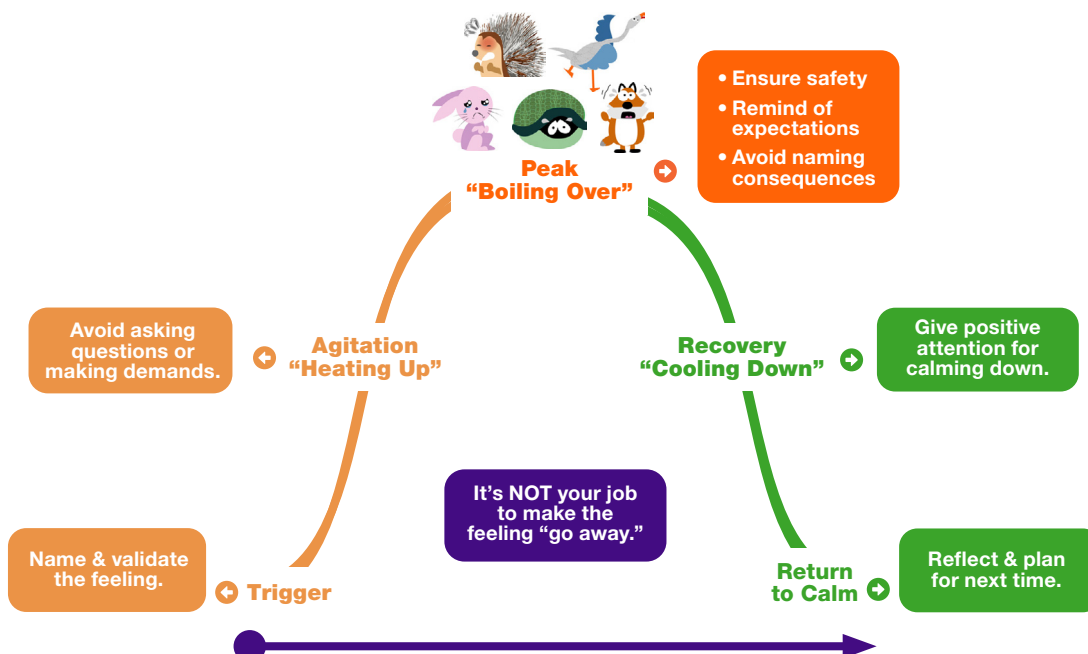 • Ensure safety
• Remind of
expectations
• Avoid naming
consequences
Peak
“Boiling Over”
Avoid asking
questions or
making demands.
Agitation
“Heating Up”
Recovery
“Cooling Down”
Give positive
attention for
calming down.
It’s NOT your job
to make the
feeling “go away.”
Name & validate
the feeling.
Trigger
Return
to Calm
Reflect & plan
for next time.